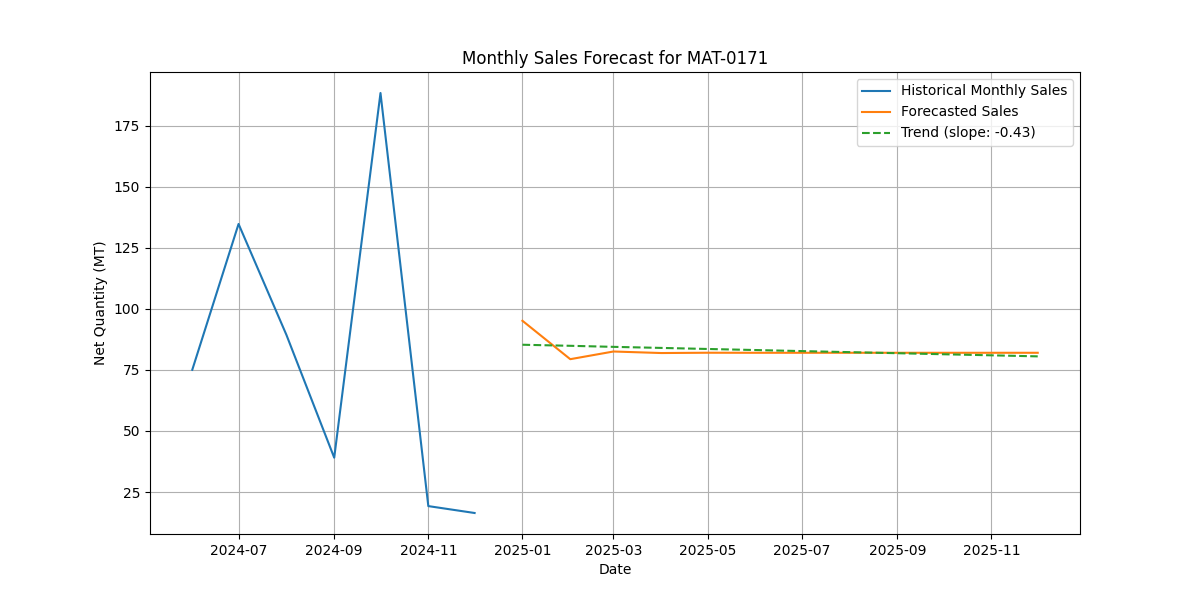 Monthly Sales Forecast for MAT-0171
Historical Monthly Sales
Forecasted Sales
Trend (slope: -0.43)
Net Quantity (MT)
175
150
125
100
75
50
25
2024-07 2024-09 2024-11 2025-01 2025-03 2025-05 2025-07 2025-09 2025-11
Date